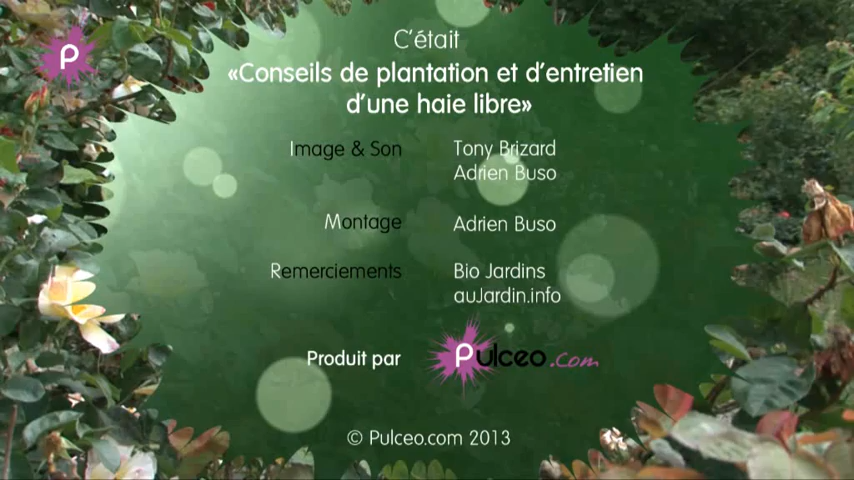 P
C'était
«Conseils de plantation et d'entretien
d'une haie libre»
Image & Son Tony Brizard
Adrien Buso
Montage Adrien Buso
Remerciements Bio Jardins
auJardin.info
Produit par Pulceo.com
© Pulceo.com 2013